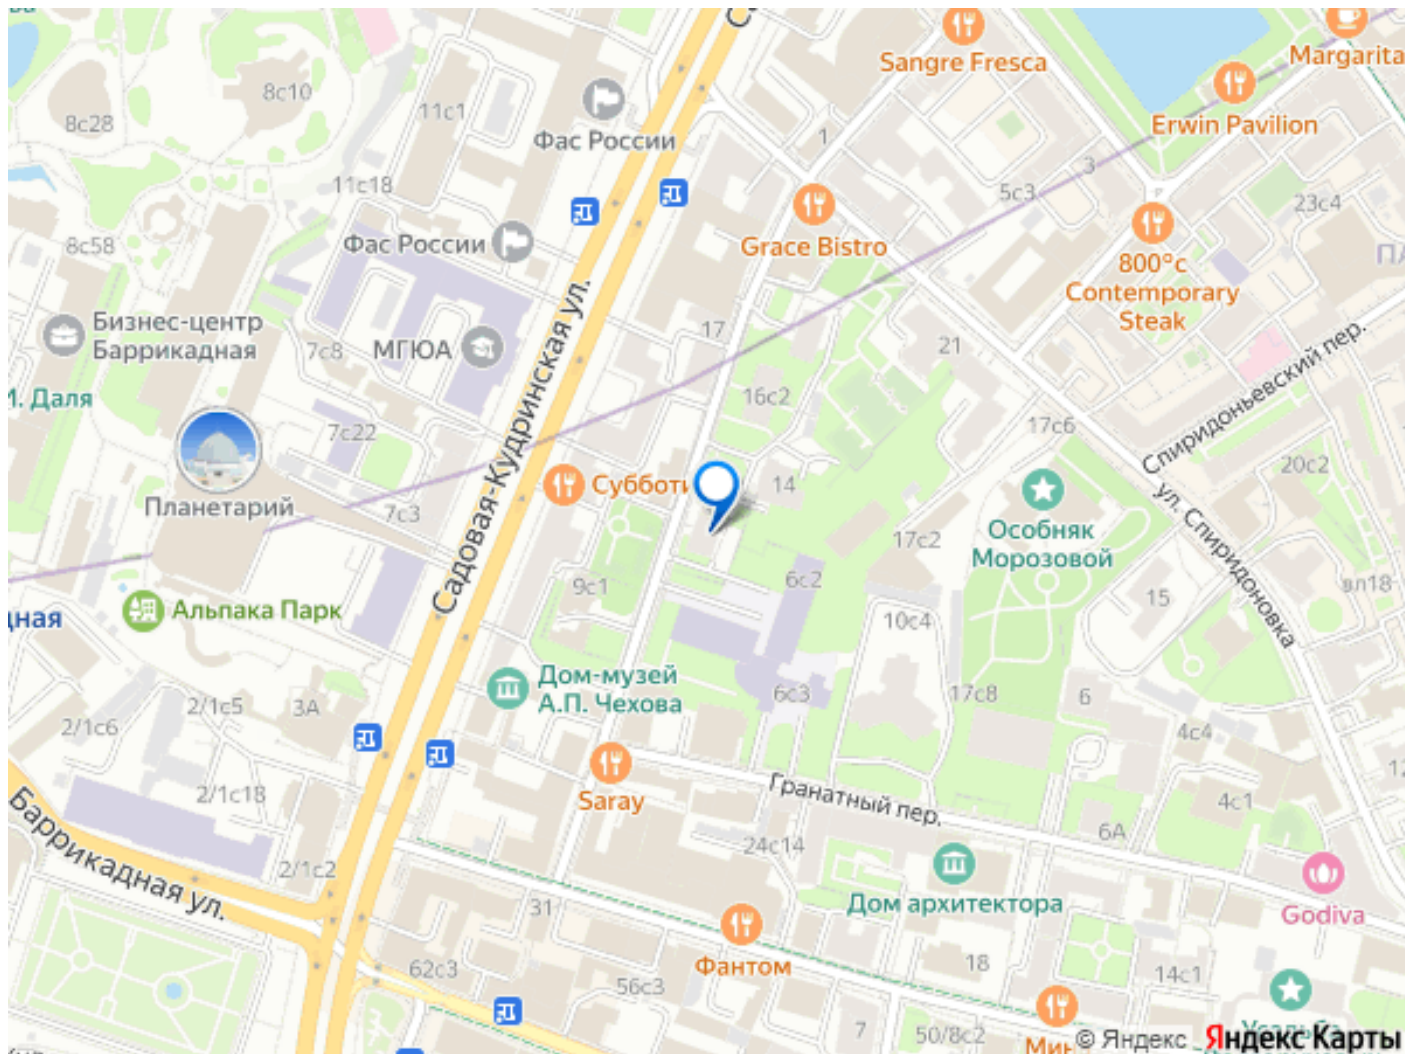 8с10
8с28
11с1
Фас России
Sangre Fresca
Margarita
Erwin Pavilion
1
3
5с3
23с4
11с18
8с58
Фас России
Grace Bistro
800°c
Contemporary
Steak
Бизнес-центр
Баррикадная
7с8
МГЮА
Садовая-Кудринская ул.
17
21
Спиридоньевский пер.
И. Даля
16с2
7с22
17с6
20с2
Планетарий
7с3
14
Особняк
Морозовой
17с2
ул. Спиридоновка
9с1
6с2
15
вл18
Альпака Парк
10с4
Дом-музей
А.П. Чехова
6с3
17с8
6
4с4
2/1с5
3А
2/1с6
Saray
Гранатный пер.
4с1
6А
2/1с18
Баррикадная ул.
24с14
2/1с2
Дом архитектора
Godiva
31
Фантом
62с3
56с3
18
14с1
7
50/8с2
© Яндекс
Яндекс Карты